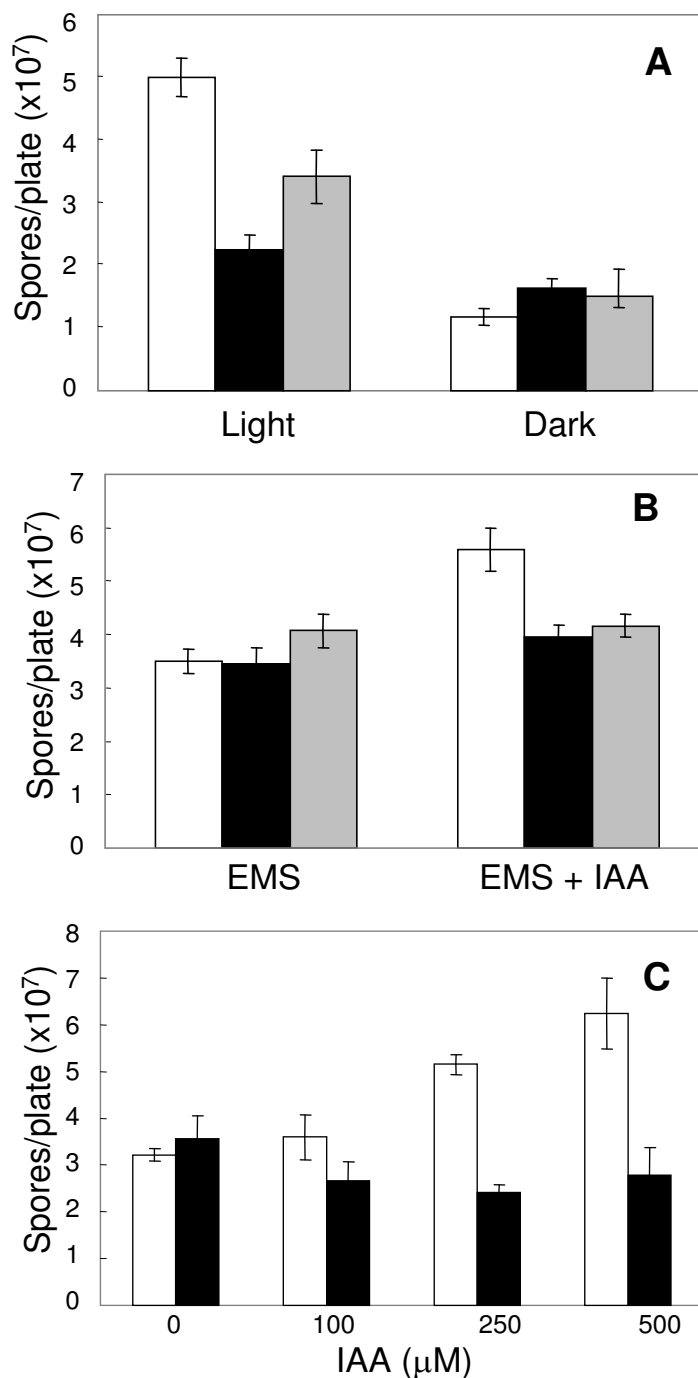 A
Spores/plate (x10⁷)
6
5
4
3
2
1
0
Light Dark
B
Spores/plate (x10⁷)
7
6
5
4
3
2
1
0
EMS EMS + IAA
C
Spores/plate (x10⁷)
8
7
6
5
4
3
2
1
0
0 100 250 500
IAA (μM)